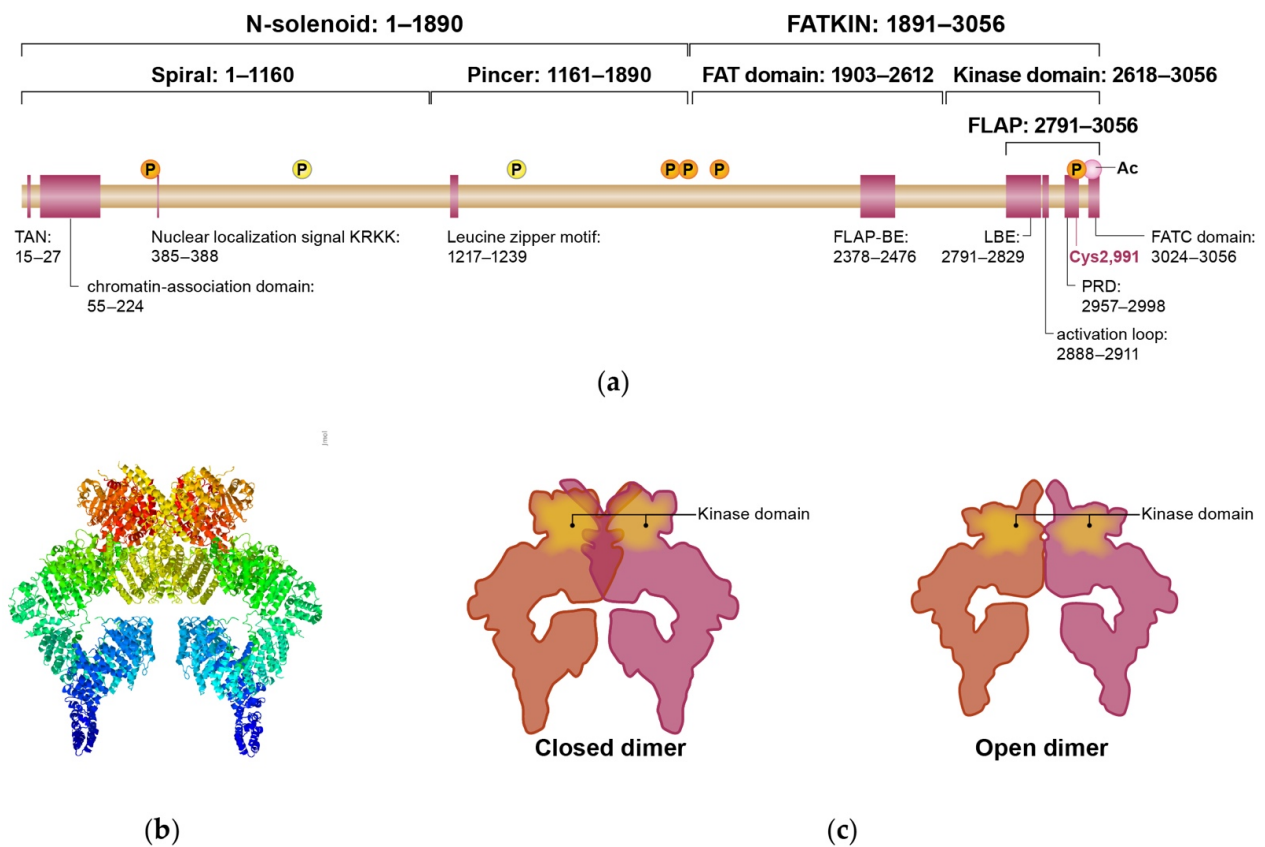 N-solenoid: 1–1890
FATKIN: 1891–3056
Spiral: 1–1160
Pincer: 1161–1890
FAT domain: 1903–2612
Kinase domain: 2618–3056
FLAP: 2791–3056
P
P
P
P
P
P
P
Ac
TAN:
15–27
Nuclear localization signal KRKK:
385–388
Leucine zipper motif:
1217–1239
FLAP-BE:
2378–2476
LBE:
2791–2829
Cys2,991
FATC domain:
3024–3056
chromatin-association domain:
55–224
PRD:
2957–2998
activation loop:
2888–2911
(a)
Jmol
Kinase domain
Kinase domain
Closed dimer
Open dimer
(b)
(c)